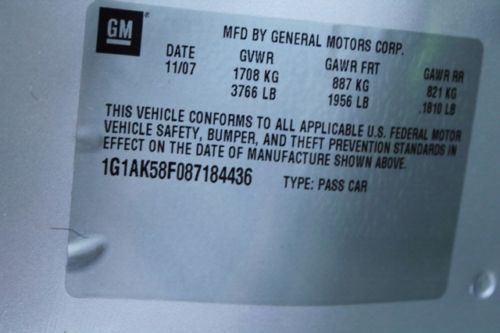 GM
MFD BY GENERAL MOTORS CORP.
DATE GVWR GAWR FRT GAWR RR
11/07 1708 KG 887 KG 821 KG
3766 LB 1956 LB 1810 LB
THIS VEHICLE CONFORMS TO ALL APPLICABLE U.S. FEDERAL MOTOR
VEHICLE SAFETY, BUMPER, AND THEFT PREVENTION STANDARDS IN
EFFECT ON THE DATE OF MANUFACTURE SHOWN ABOVE.
1G1AK58F087184436 TYPE: PASS CAR